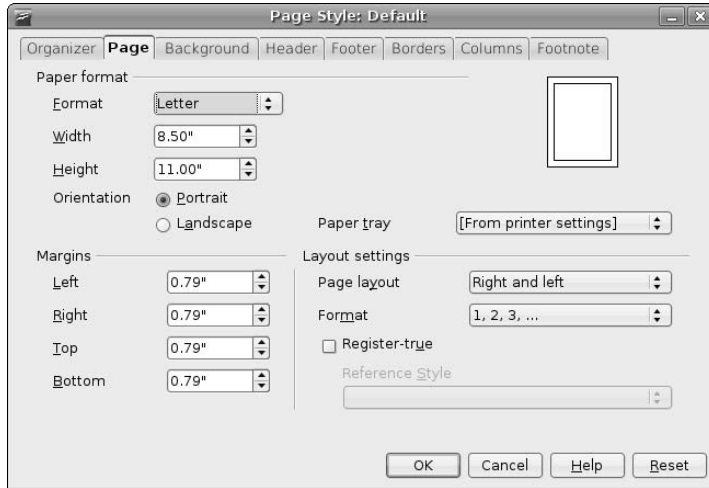 Page Style: Default
Organizer Page Background Header Footer Borders Columns Footnote
Paper format
Format Letter
Width 8.50"
Height 11.00"
Orientation Portrait
Landscape Paper tray [From printer settings]
Margins Layout settings
Left 0.79" Page layout Right and left
Right 0.79" Format 1, 2, 3, ...
Top 0.79" Register-true
Bottom 0.79" Reference Style
OK Cancel Help Reset